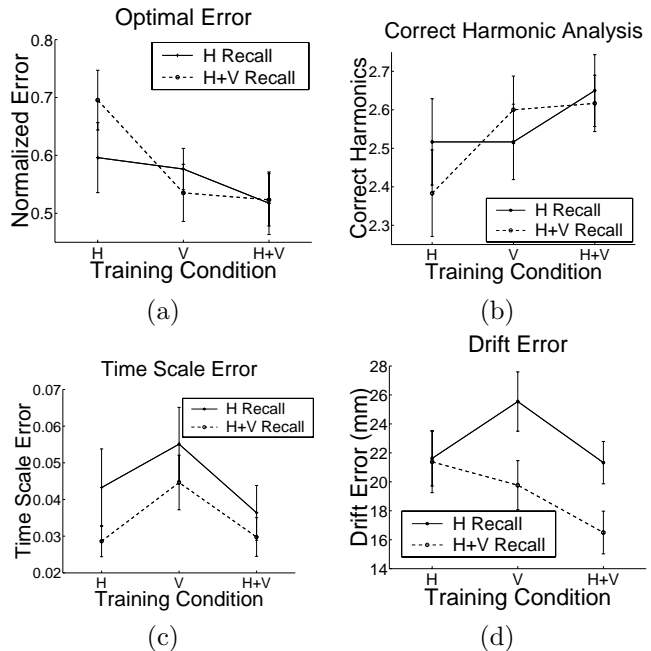 Optimal Error
0.8
0.7
0.6
0.5
Normalized Error
H Recall
H+V Recall
H V H+V
Training Condition
(a)
Correct Harmonic Analysis
2.7
2.6
2.5
2.4
2.3
Correct Harmonics
H Recall
H+V Recall
H V H+V
Training Condition
(b)
Time Scale Error
0.07
0.06
0.05
0.04
0.03
0.02
Time Scale Error
H Recall
H+V Recall
H V H+V
Training Condition
(c)
Drift Error
28
26
24
22
20
18
16
14
Drift Error (mm)
H Recall
H+V Recall
H V H+V
Training Condition
(d)